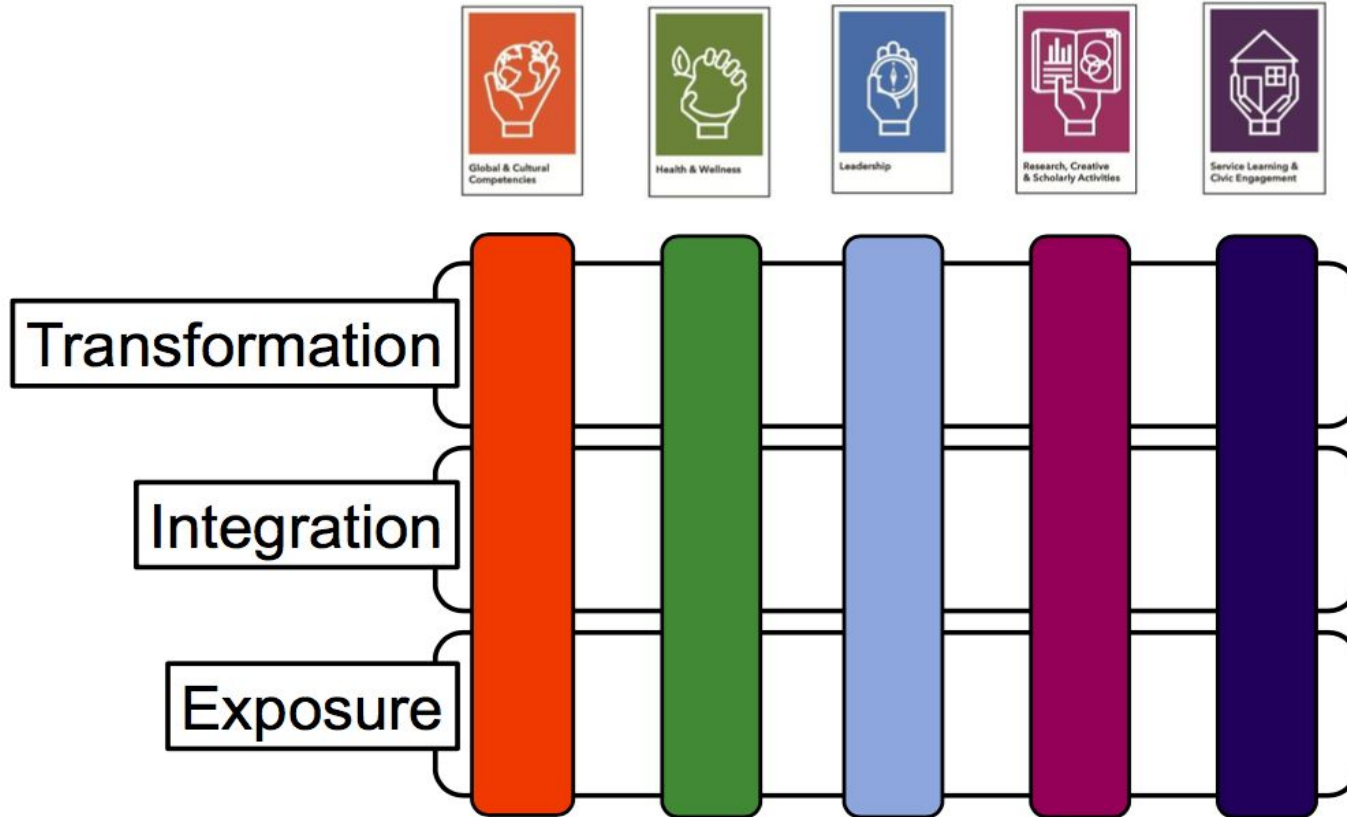 Global & Cultural
Competencies
Health & Wellness
Leadership
Research, Creative
& Scholarly Activities
Service Learning &
Civic Engagement
Transformation
Integration
Exposure